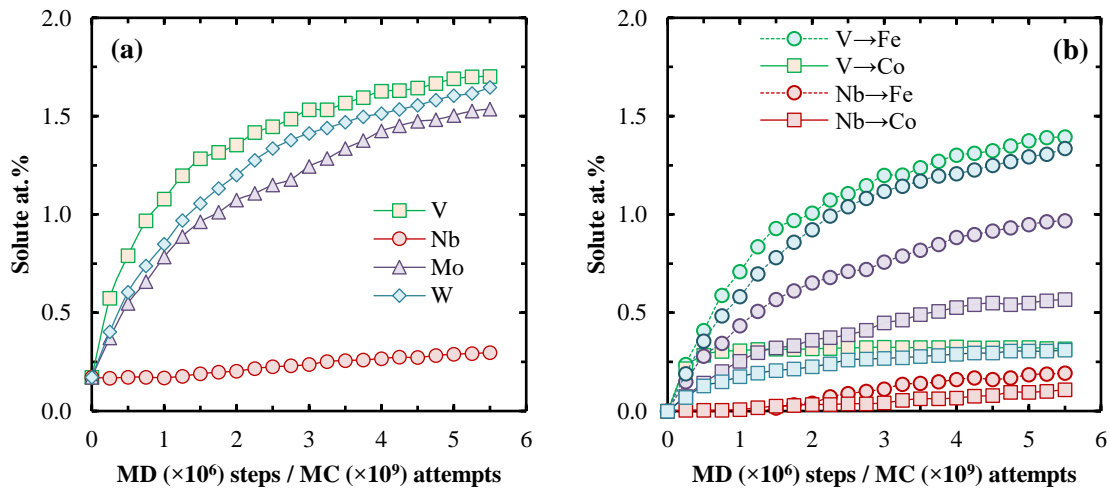 (a)
Solute at.%
2.0
1.5
1.0
0.5
0.0
0 1 2 3 4 5 6
MD (×10⁶) steps / MC (×10⁹) attempts
V
Nb
Mo
W
(b)
Solute at.%
2.0
1.5
1.0
0.5
0.0
0 1 2 3 4 5 6
MD (×10⁶) steps / MC (×10⁹) attempts
V→Fe
V→Co
Nb→Fe
Nb→Co